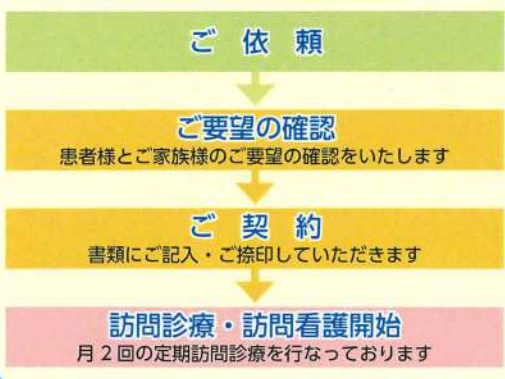 ご 依 頼
ご要望の確認
患者様とご家族様のご要望の確認をいたします
ご 契 約
書類にご記入・ご捺印していただきます
訪問診療・訪問看護開始
月2回の定期訪問診療を行なっております